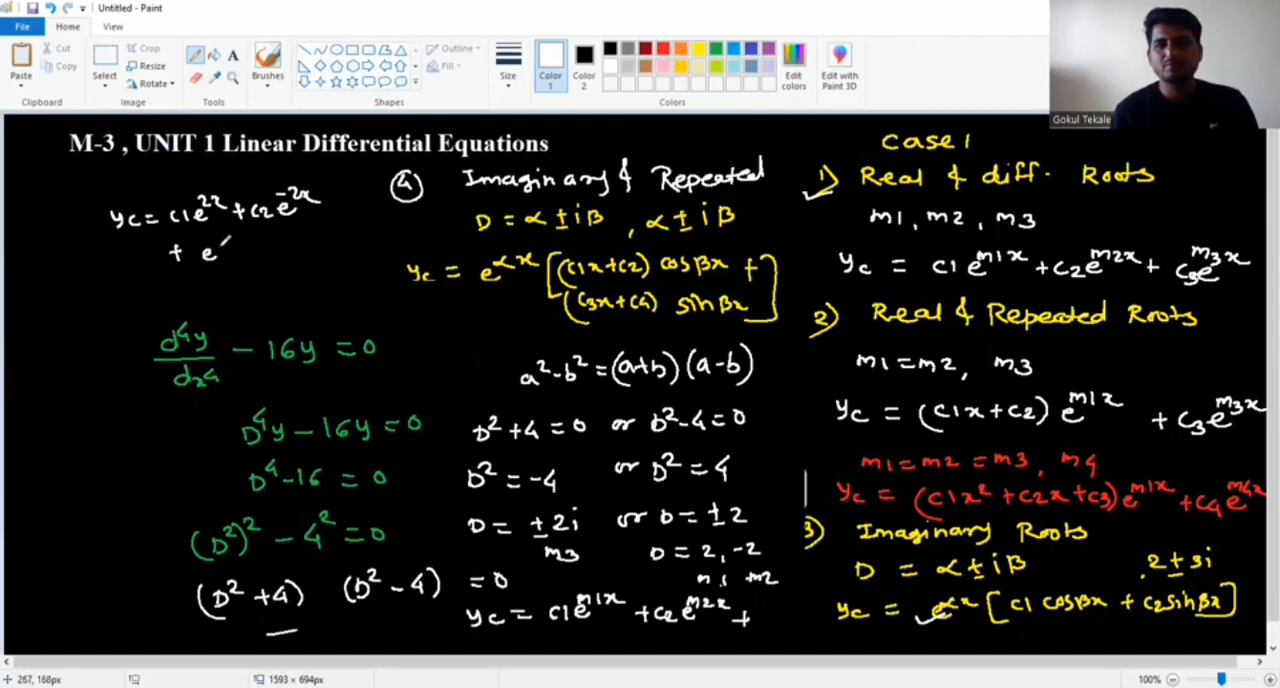 Untitled - Paint
File Home View
Paste Cut Copy Clipboard
Select Crop Resize Rotate Image
Tools
Brushes
Shapes Outline Fill
Size
Color 1 Color 2 Edit colors Colors
Edit with Paint 3D
Gokul Tekale
M-3 , UNIT 1 Linear Differential Equations
yc = c1e^2x + c2e^-2x
+ e
d⁴y/dx⁴ - 16y = 0
D⁴y - 16y = 0
D⁴ - 16 = 0
(D²)² - 4² = 0
(D² + 4) (D² - 4) = 0
④ Imaginary & Repeated
D = α ± iβ , α ± iβ
yc = e^αx [(c1x+c2) cosβx +
(c3x+c4) sinβx]
a² - b² = (a+b) (a-b)
D² + 4 = 0 or D² - 4 = 0
D² = -4 or D² = 4
D = ± 2i or D = ± 2
m3 D = 2, -2
m1 m2
yc = c1e^m1x + c2e^m2x +
Case 1
1) Real & diff. Roots
m1, m2, m3
yc = c1e^m1x + c2e^m2x + c3e^m3x
2) Real & Repeated Roots
m1 = m2, m3
yc = (c1x + c2) e^m1x + c3e^m3x
m1 = m2 = m3, m4
yc = (c1x² + c2x + c3) e^m1x + c4e^m4x
3) Imaginary Roots
D = α ± iβ 2 ± 3i
yc = e^αx [c1 cosβx + c2 sinβx]
267, 168px 1593 × 694px 100%